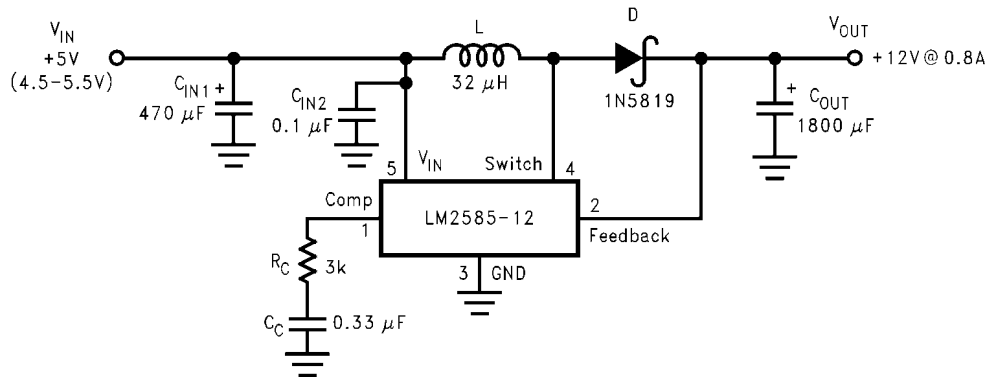 V_IN
+5V
(4.5–5.5V)
C_IN1 +
470 µF
C_IN2
0.1 µF
L
32 µH
D
1N5819
V_OUT
+12V @ 0.8A
+
C_OUT
1800 µF
5
V_IN
Switch
4
Comp
1
LM2585-12
2
Feedback
3
GND
R_C
3k
C_C
0.33 µF